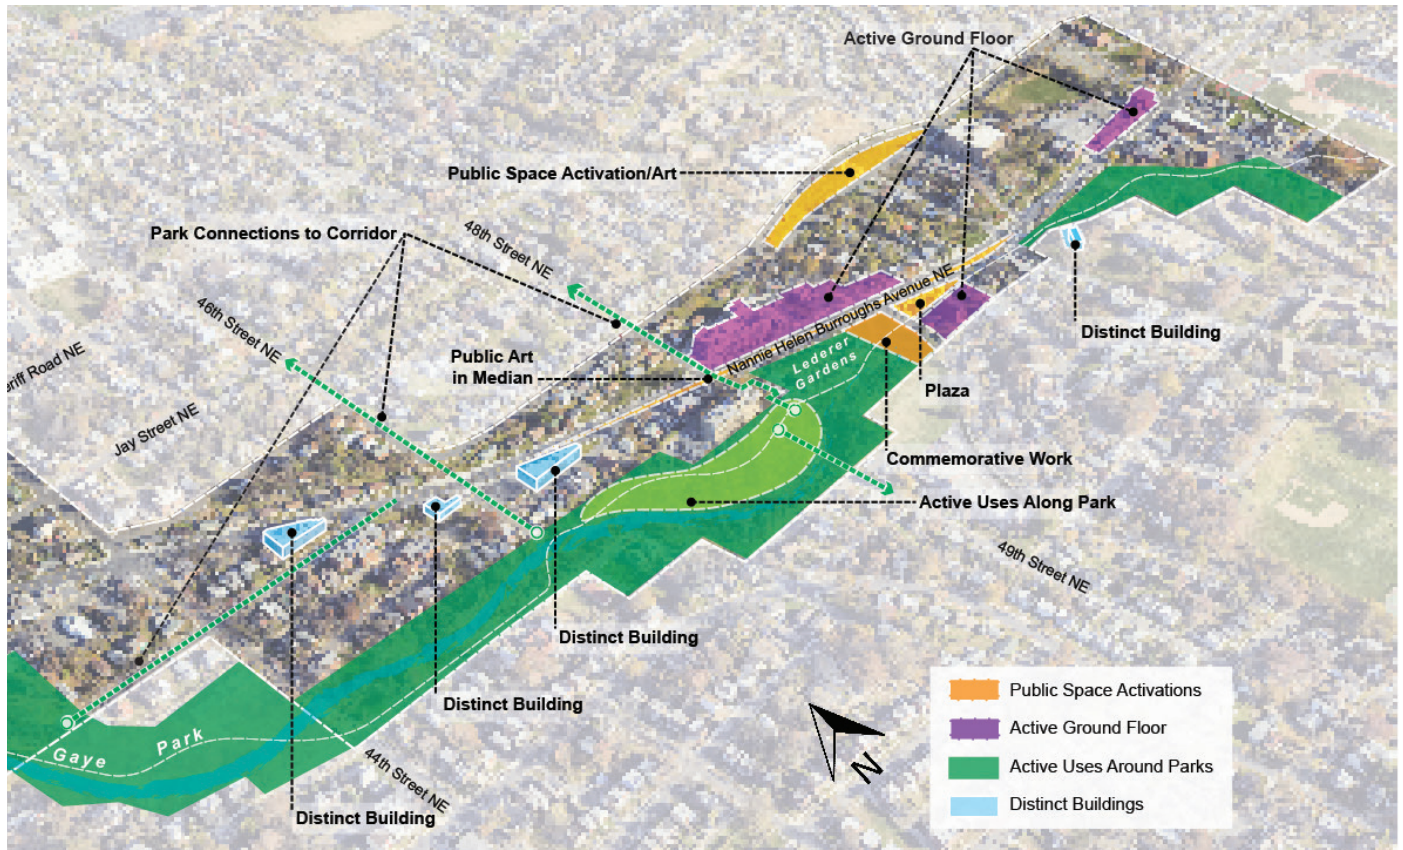 Active Ground Floor
Public Space Activation/Art
Park Connections to Corridor
48th Street NE
46th Street NE
Nannie Helen Burroughs Avenue NE
Distinct Building
Public Art
in Median
Lederer
Gardens
Plaza
riff Road NE
Jay Street NE
Commemorative Work
Active Uses Along Park
49th Street NE
Distinct Building
Distinct Building
Distinct Building
Gaye Park
44th Street NE
N
Public Space Activations
Active Ground Floor
Active Uses Around Parks
Distinct Buildings